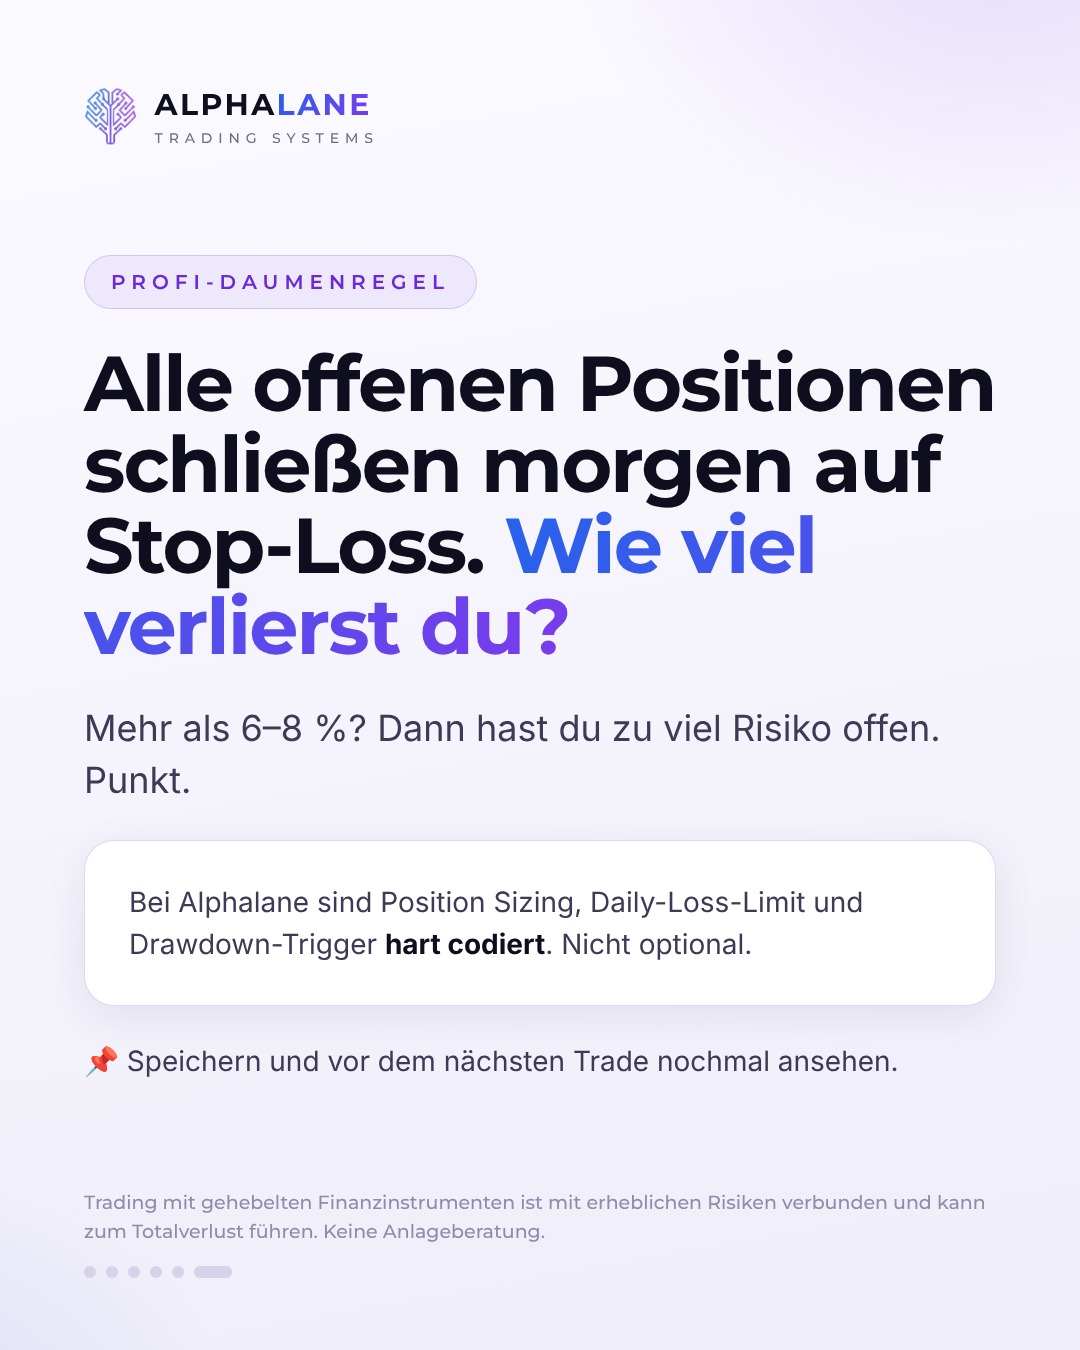 ALPHALANE
TRADING SYSTEMS
PROFI-DAUMENREGEL
Alle offenen Positionen
schließen morgen auf
Stop-Loss. Wie viel
verlierst du?
Mehr als 6–8 %? Dann hast du zu viel Risiko offen.
Punkt.
Bei Alphalane sind Position Sizing, Daily-Loss-Limit und
Drawdown-Trigger hart codiert. Nicht optional.
📌 Speichern und vor dem nächsten Trade nochmal ansehen.
Trading mit gehebelten Finanzinstrumenten ist mit erheblichen Risiken verbunden und kann
zum Totalverlust führen. Keine Anlageberatung.